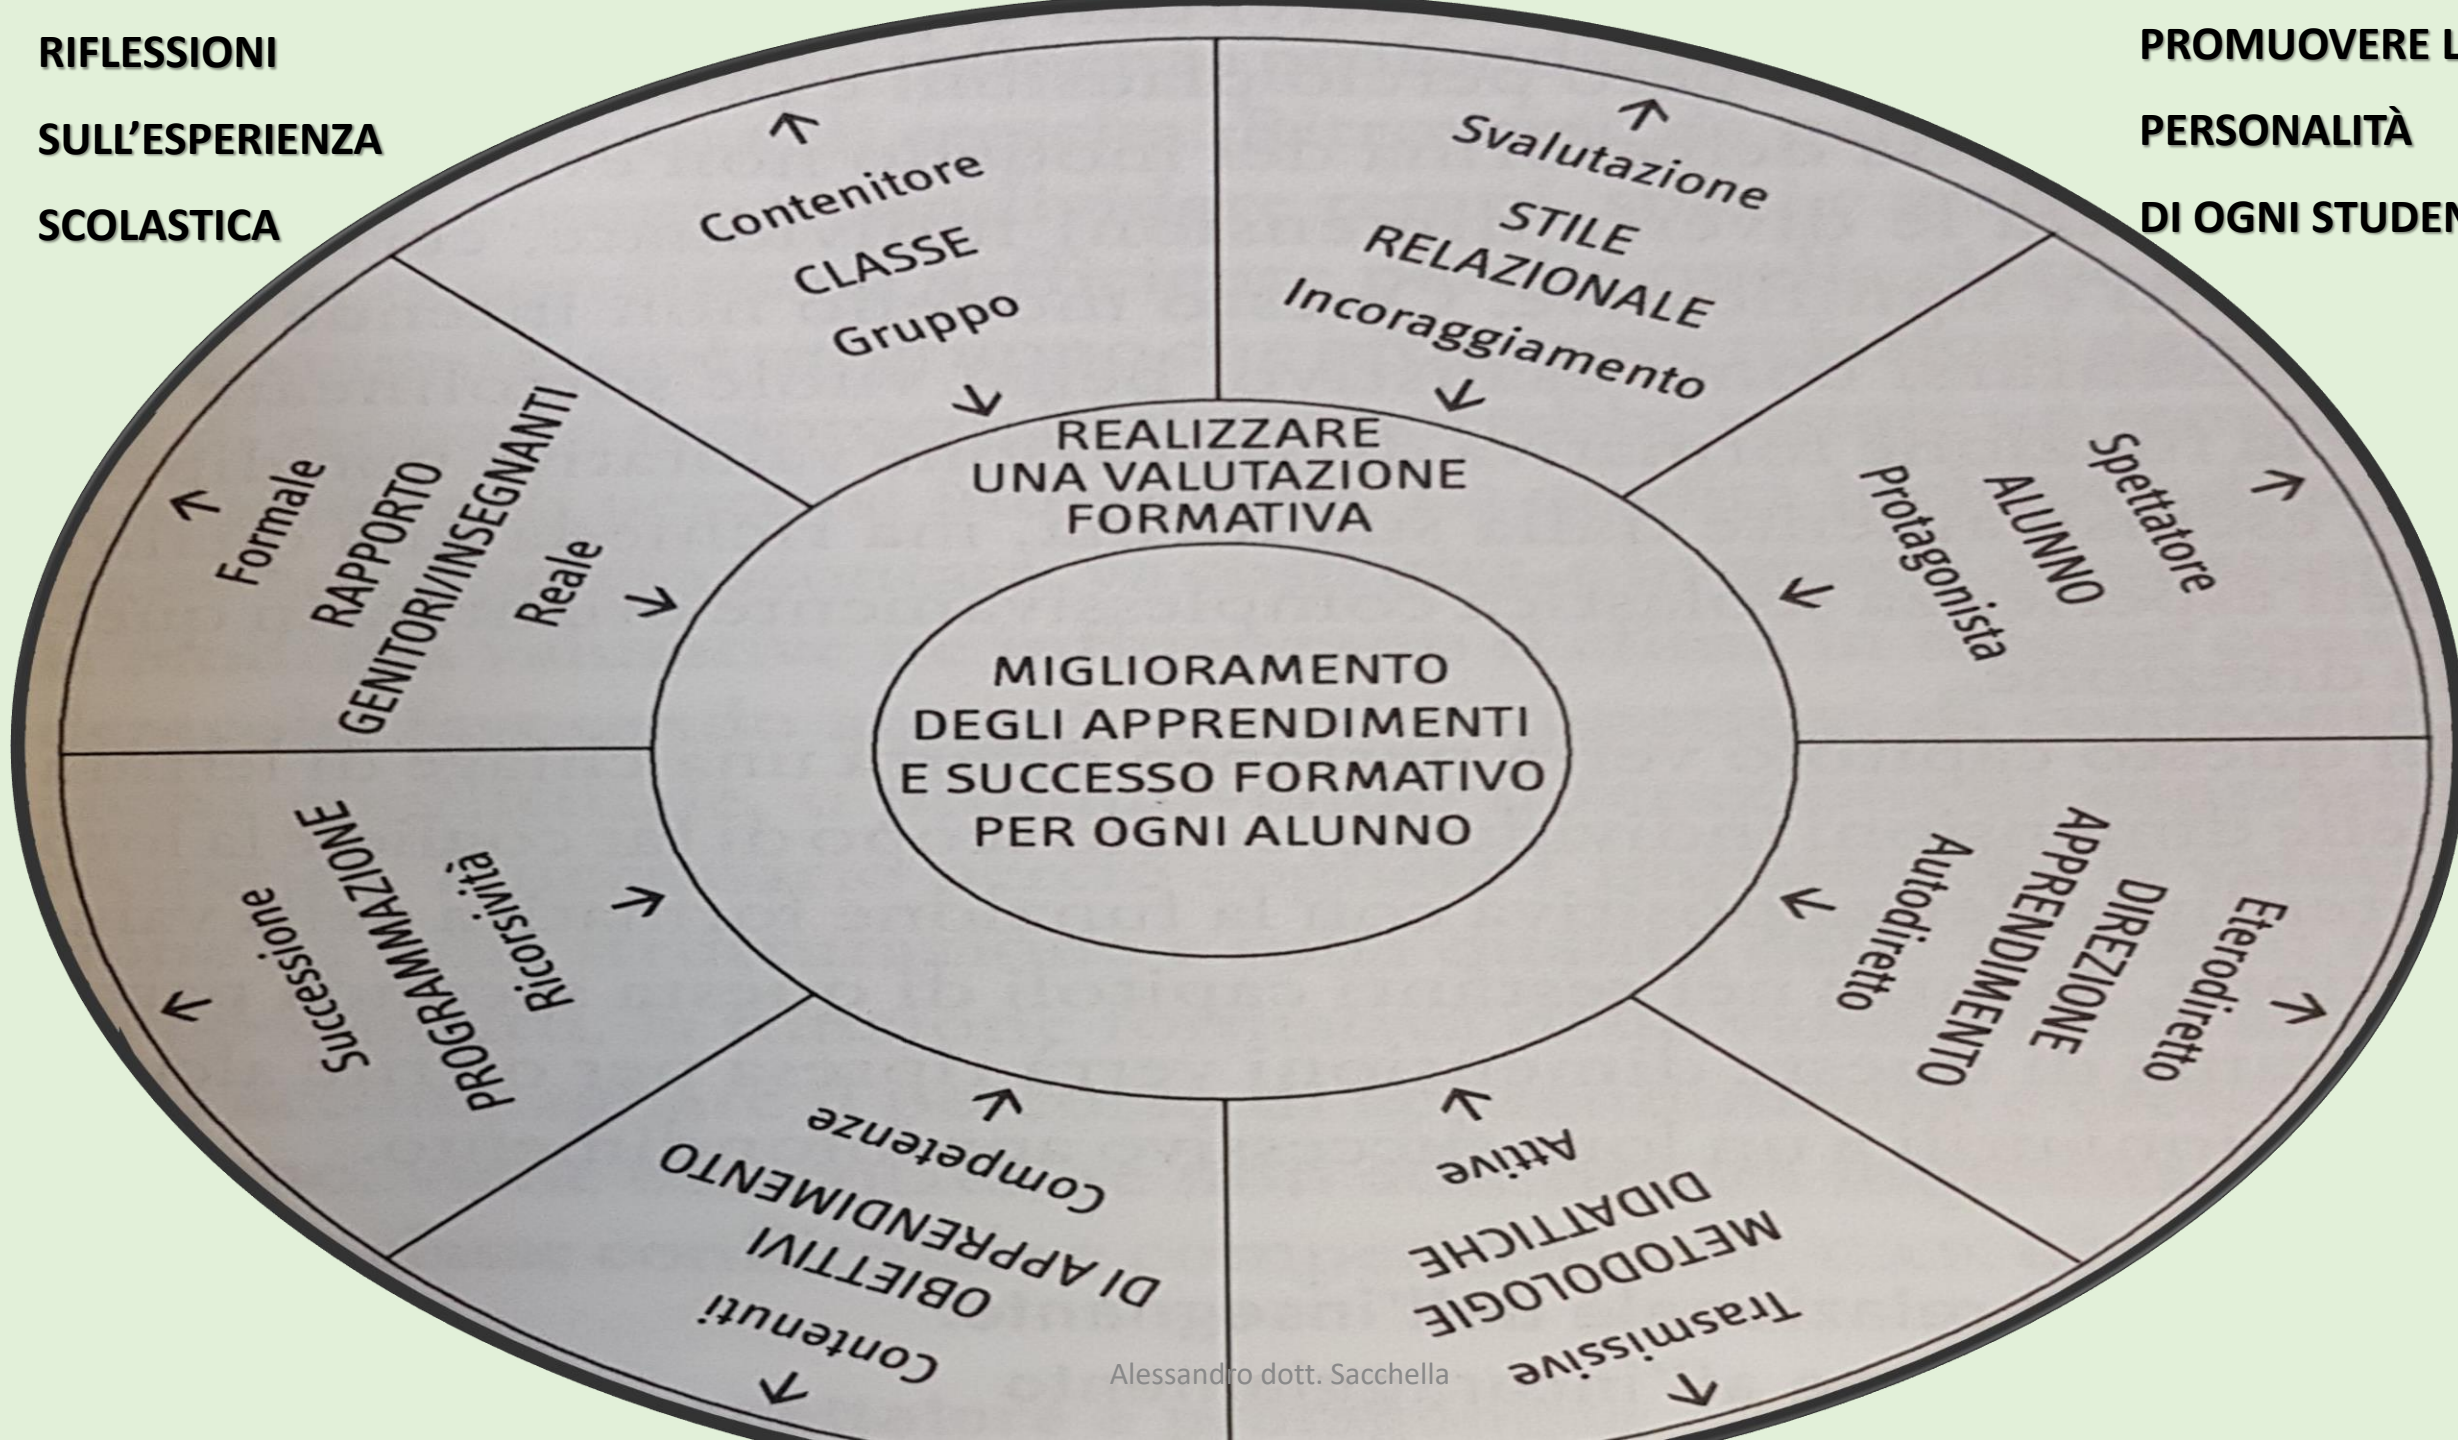 RIFLESSIONI
SULL'ESPERIENZA
SCOLASTICA
PROMUOVERE
PERSONALITÀ
DI OGNI
Contenitore
CLASSE
Gruppo
Svalutazione
STILE
RELAZIONALE
Incoraggiamento
Spettatore
ALUNNO
Protagonista
Eterodiretto
DIREZIONE
APPRENDIMENTO
Autodiretto
Attive
DIDATTICHE
METODOLOGIE
Trasmissive
Competenze
DI APPRENDIMENTO
OBIETTIVI
Contenuti
Successione
PROGRAMMAZIONE
Ricorsività
Formale
RAPPORTO
GENITORI/INSEGNANTI
Reale
REALIZZARE
UNA VALUTAZIONE
FORMATIVA
MIGLIORAMENTO
DEGLI APPRENDIMENTI
E SUCCESSO FORMATIVO
PER OGNI ALUNNO
Alessandro dott. Sacchella